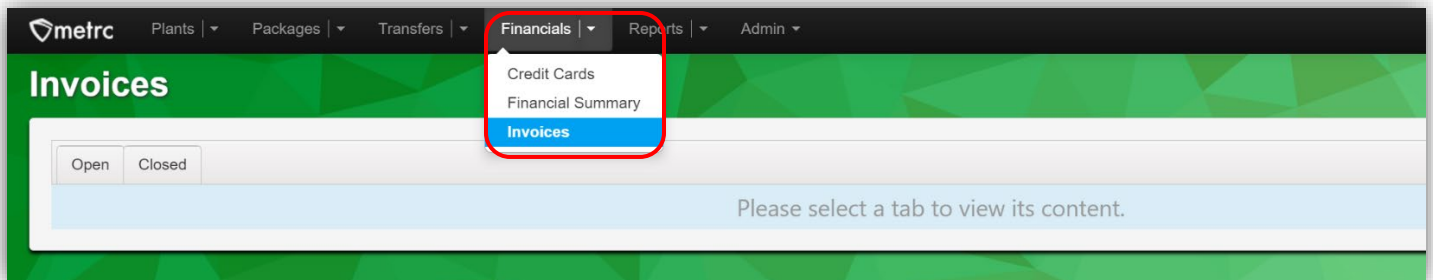 metrc Plants Packages Transfers Financials Reports Admin
Invoices
Credit Cards
Financial Summary
Invoices
Open Closed
Please select a tab to view its content.